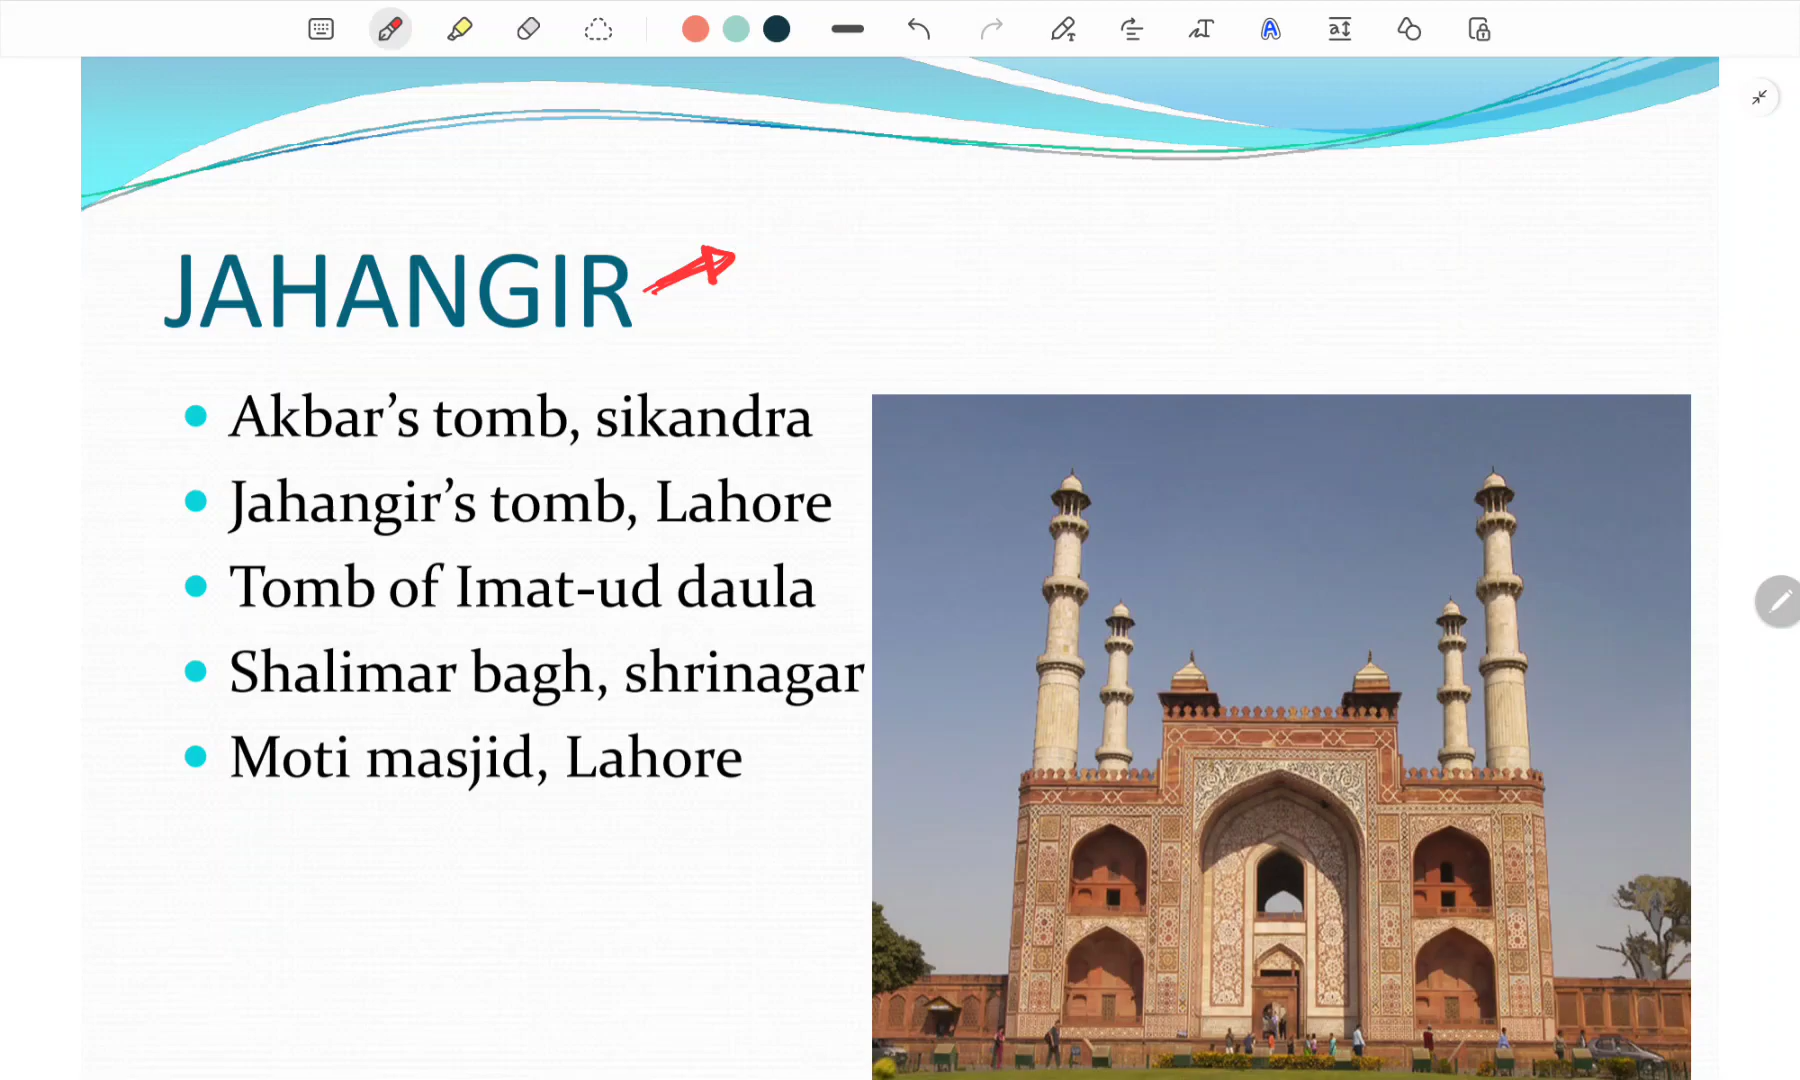 JAHANGIR
Akbar’s tomb, sikandra
Jahangir’s tomb, Lahore
Tomb of Imat-ud daula
Shalimar bagh, shrinagar
Moti masjid, Lahore